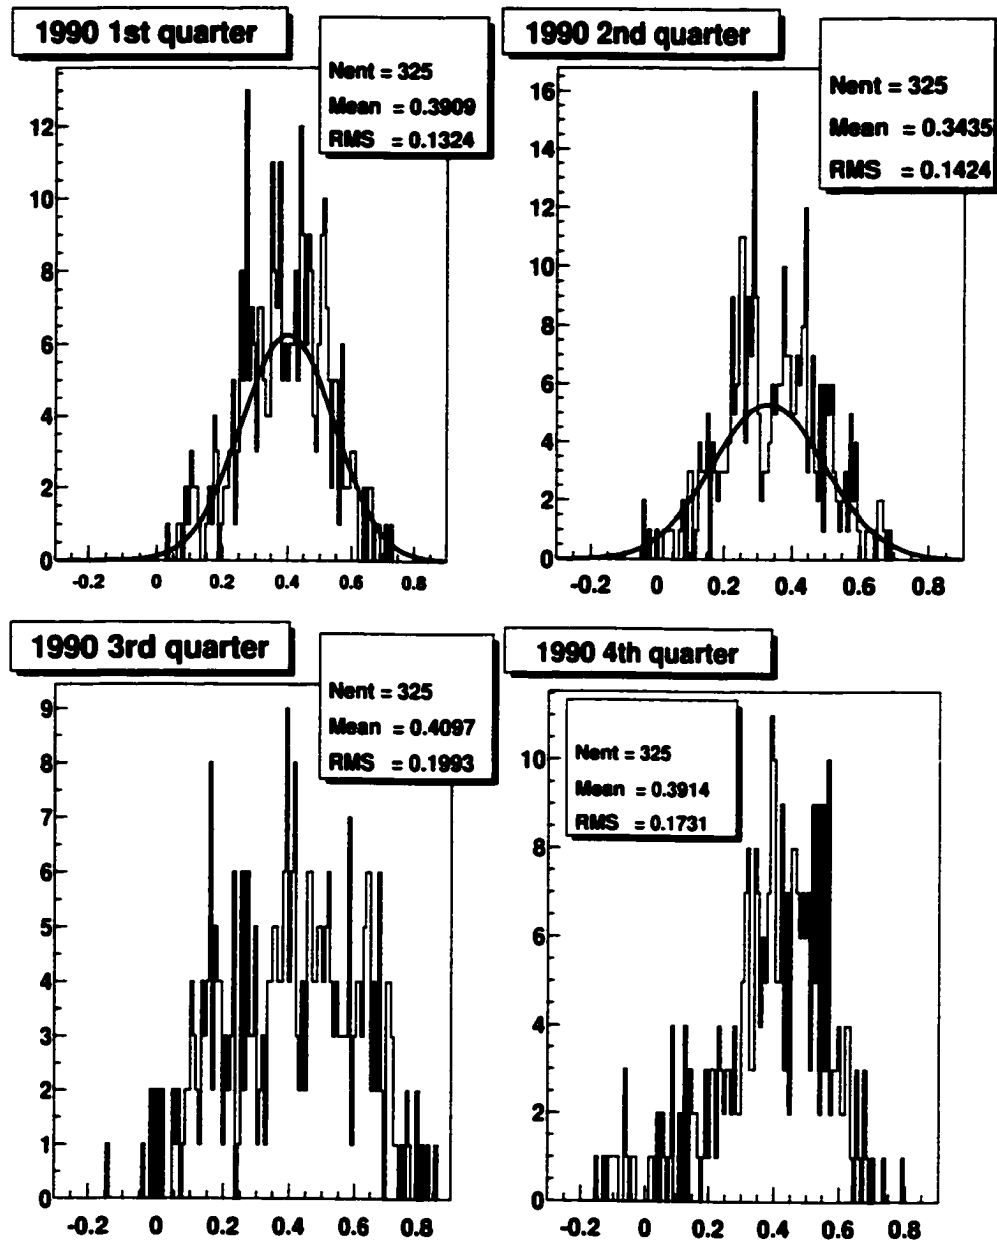 1990 1st quarter
Nent = 325
Mean = 0.3909
RMS = 0.1324
12
10
8
6
4
2
0
-0.2 0 0.2 0.4 0.6 0.8
1990 2nd quarter
Nent = 325
Mean = 0.3435
RMS = 0.1424
16
14
12
10
8
6
4
2
0
-0.2 0 0.2 0.4 0.6 0.8
1990 3rd quarter
Nent = 325
Mean = 0.4097
RMS = 0.1993
9
8
7
6
5
4
3
2
1
0
-0.2 0 0.2 0.4 0.6 0.8
1990 4th quarter
Nent = 325
Mean = 0.3914
RMS = 0.1731
10
8
6
4
2
0
-0.2 0 0.2 0.4 0.6 0.8